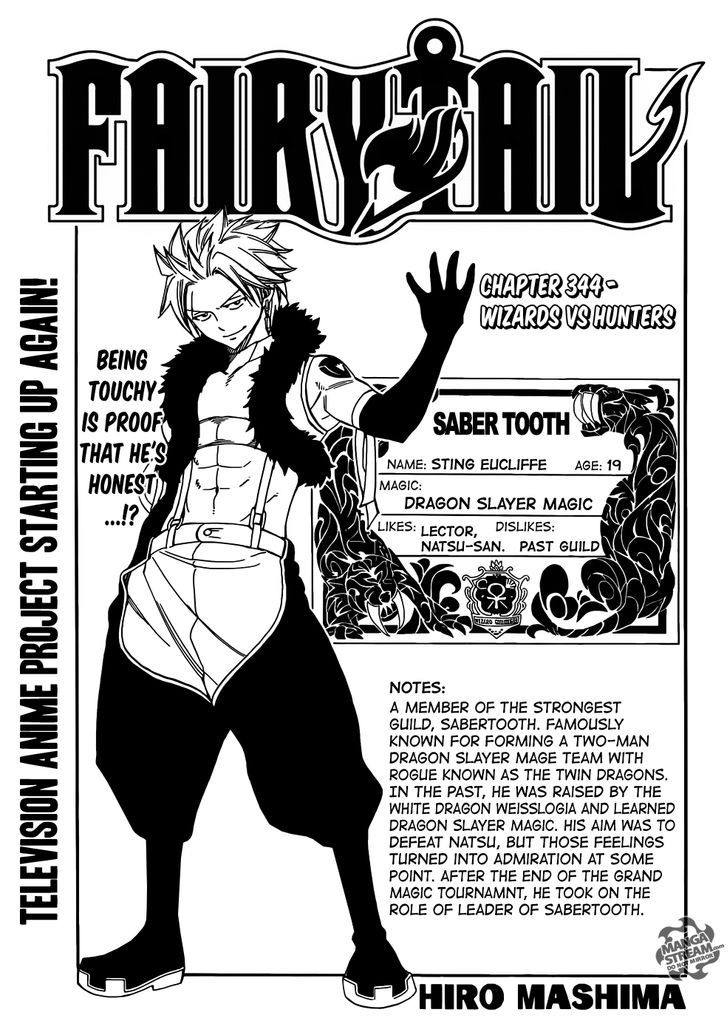 FAIRY TAIL
CHAPTER 344 -
WIZARDS VS HUNTERS
TELEVISION ANIME PROJECT STARTING UP AGAIN!
BEING
TOUCHY
IS PROOF
THAT HE'S
HONEST
...!?
SABER TOOTH
NAME: STING EUCLIFFE AGE: 19
MAGIC:
DRAGON SLAYER MAGIC
LIKES: LECTOR, DISLIKES:
NATSU-SAN. PAST GUILD
NOTES:
A MEMBER OF THE STRONGEST
GUILD, SABERTOOTH. FAMOUSLY
KNOWN FOR FORMING A TWO-MAN
DRAGON SLAYER MAGE TEAM WITH
ROGUE KNOWN AS THE TWIN DRAGONS.
IN THE PAST, HE WAS RAISED BY THE
WHITE DRAGON WEISSLOGIA AND LEARNED
DRAGON SLAYER MAGIC. HIS AIM WAS TO
DEFEAT NATSU, BUT THOSE FEELINGS
TURNED INTO ADMIRATION AT SOME
POINT. AFTER THE END OF THE GRAND
MAGIC TOURNAMNT, HE TOOK ON THE
ROLE OF LEADER OF SABERTOOTH.
MANGA
STREAM.com
DO NOT MIRROR
HIRO MASHIMA